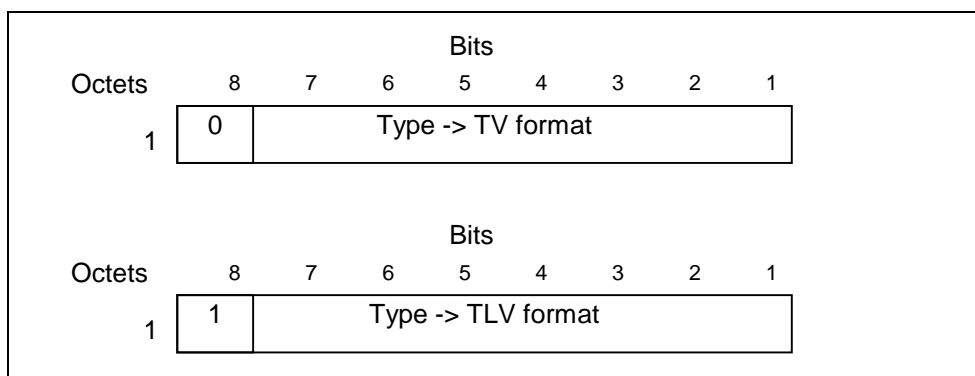 Bits
Octets 8 7 6 5 4 3 2 1
1 0 Type -> TV format
Bits
Octets 8 7 6 5 4 3 2 1
1 1 Type -> TLV format